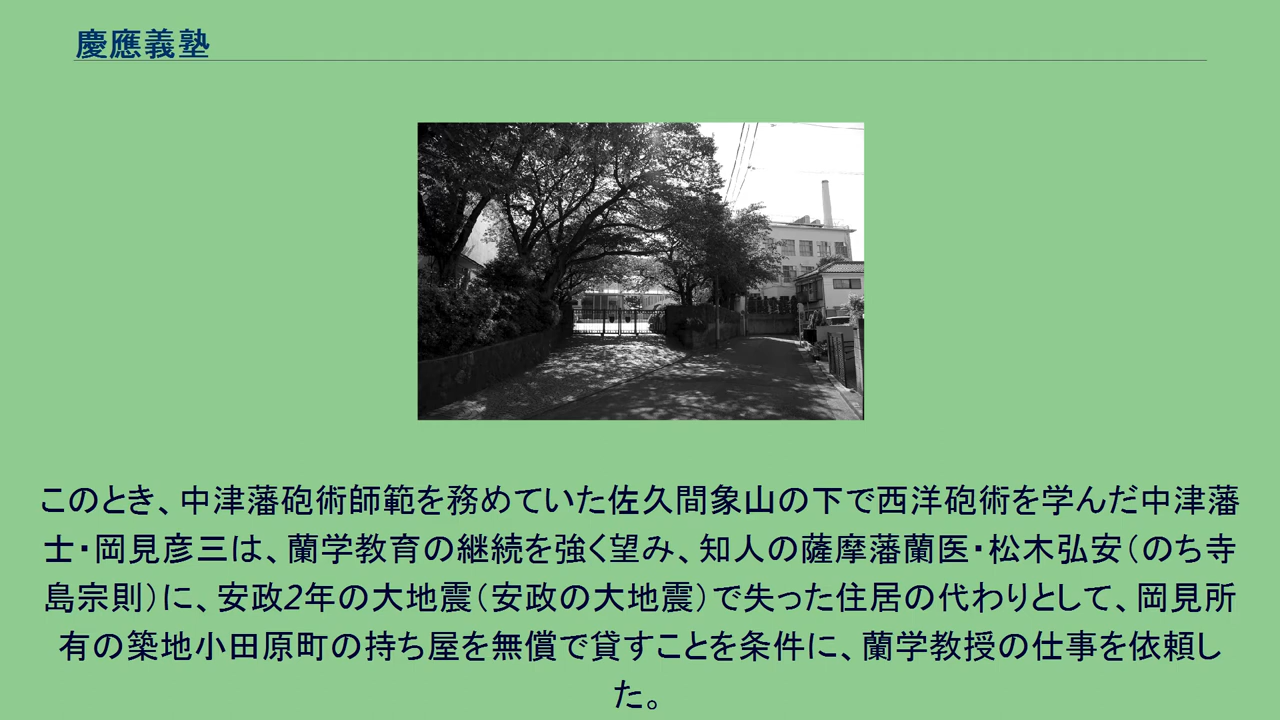 慶應義塾
このとき、中津藩砲術師範を務めていた佐久間象山の下で西洋砲術を学んだ中津藩
士・岡見彦三は、蘭学教育の継続を強く望み、知人の薩摩藩蘭医・松木弘安（のち寺
島宗則）に、安政2年の大地震（安政の大地震）で失った住居の代わりとして、岡見所
有の築地小田原町の持ち屋を無償で貸すことを条件に、蘭学教授の仕事を依頼し
た。